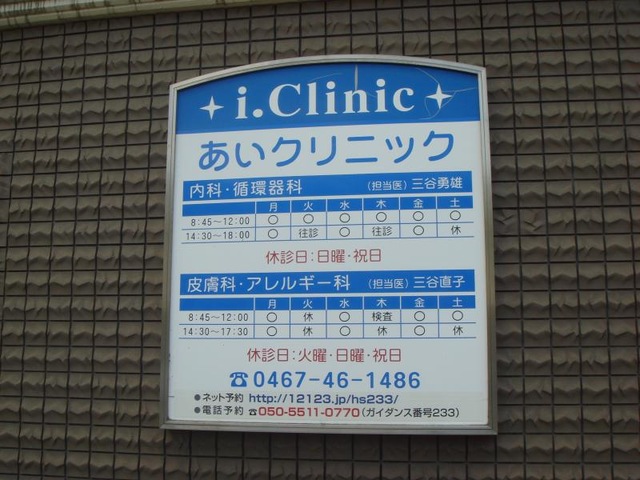 i.Clinic
あいクリニック
内科・循環器科 (担当医) 三谷勇雄
月 火 水 木 金 土
8:45～12:00 〇 〇 〇 〇 〇 〇
14:30～18:00 〇 往診 〇 往診 〇 休
休診日:日曜・祝日
皮膚科・アレルギー科 (担当医) 三谷直子
月 火 水 木 金 土
8:45～12:00 〇 休 〇 検査 〇 〇
14:30～17:30 〇 休 〇 休 〇 休
休診日:火曜・日曜・祝日
☎0467-46-1486
●ネット予約 http://12123.jp/hs233/
●電話予約 ☎050-5511-0770(ガイダンス番号233)